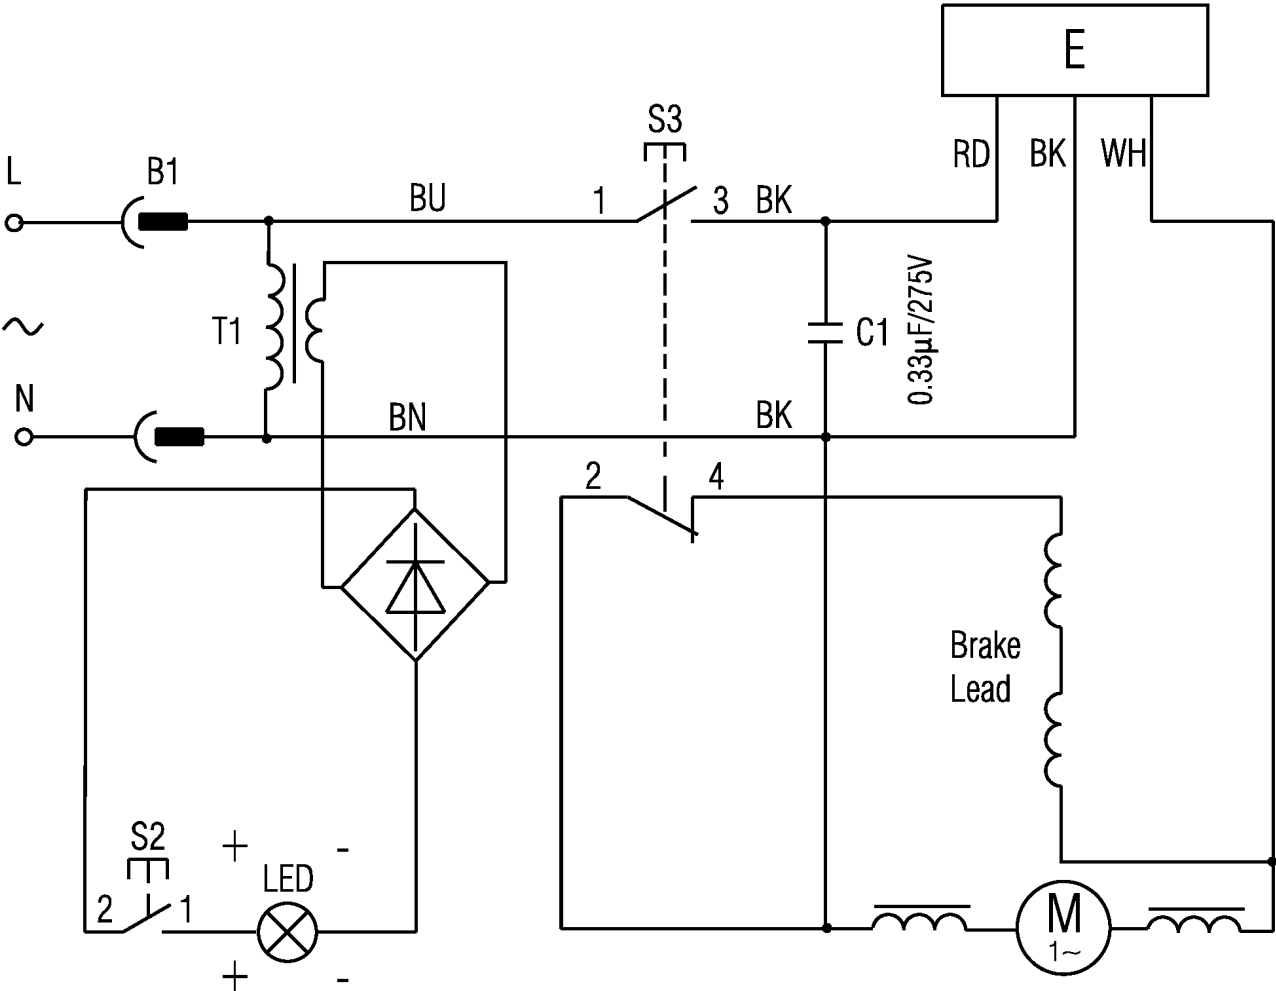 E
S3
RD BK WH
L B1
BU 1 3 BK
T1 C1 0.33µF/275V
N
BN BK
2 4
Brake
Lead
S2 + -
LED
2 1 M
1~
+ -